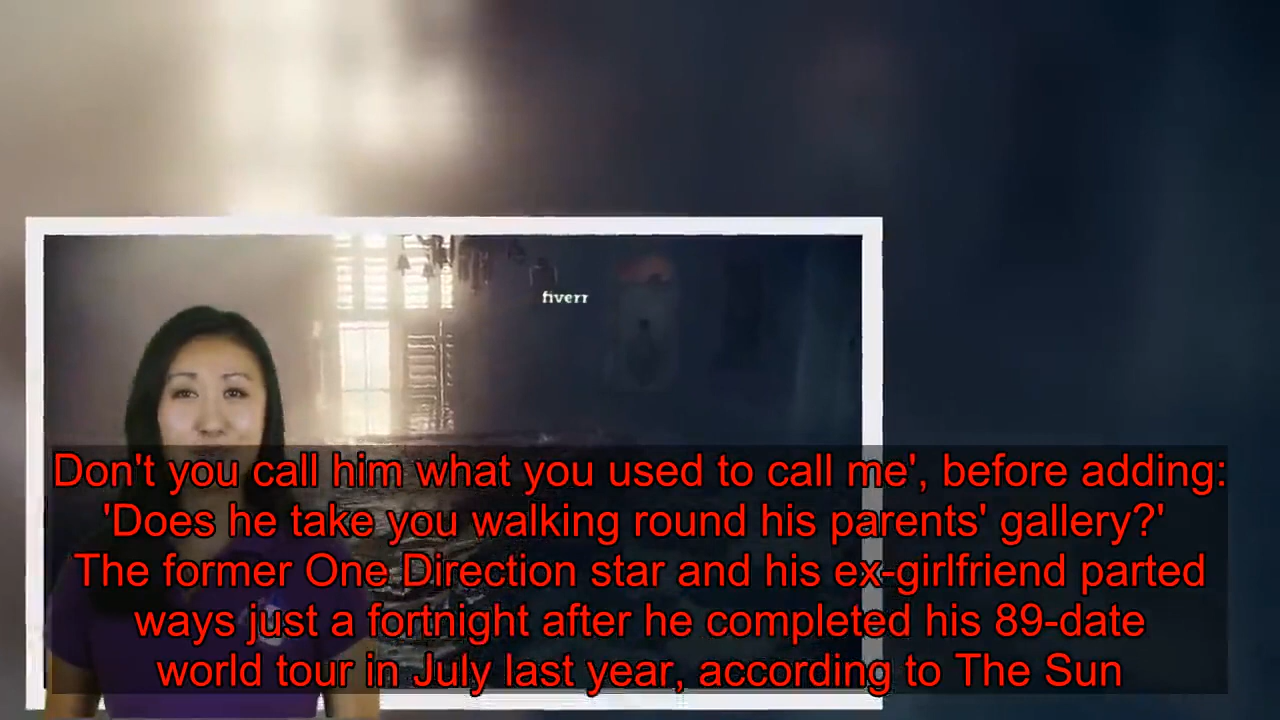 fiverr
Don't you call him what you used to call me', before adding:
'Does he take you walking round his parents' gallery?'
The former One Direction star and his ex-girlfriend parted
ways just a fortnight after he completed his 89-date
world tour in July last year, according to The Sun